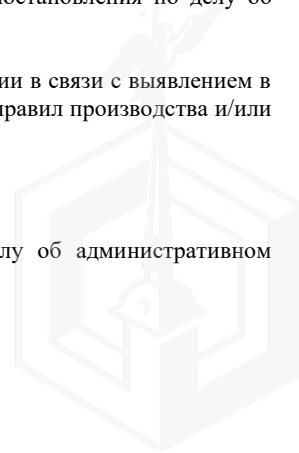 постановления по делу об
ии в связи с выявлением в
правил производства и/или
лу об административном